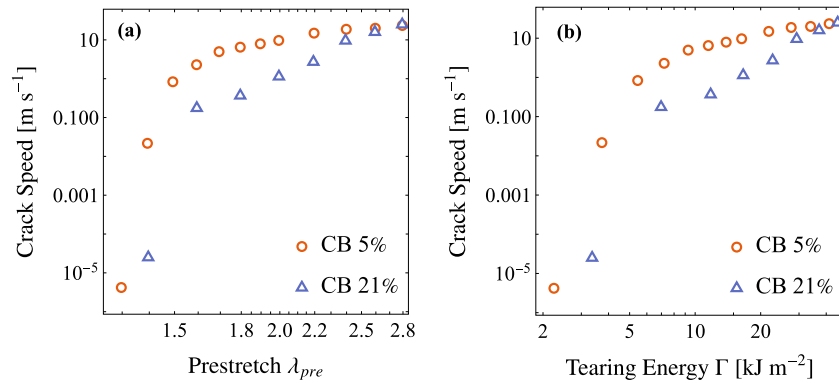 (a)
Crack Speed [m s⁻¹]
10
0.100
0.001
10⁻⁵
CB 5%
CB 21%
1.5 1.8 2.0 2.2 2.4 2.6 2.8
Prestretch λpre
(b)
Crack Speed [m s⁻¹]
10
0.100
0.001
10⁻⁵
CB 5%
CB 21%
2 5 10 20
Tearing Energy Γ [kJ m⁻²]